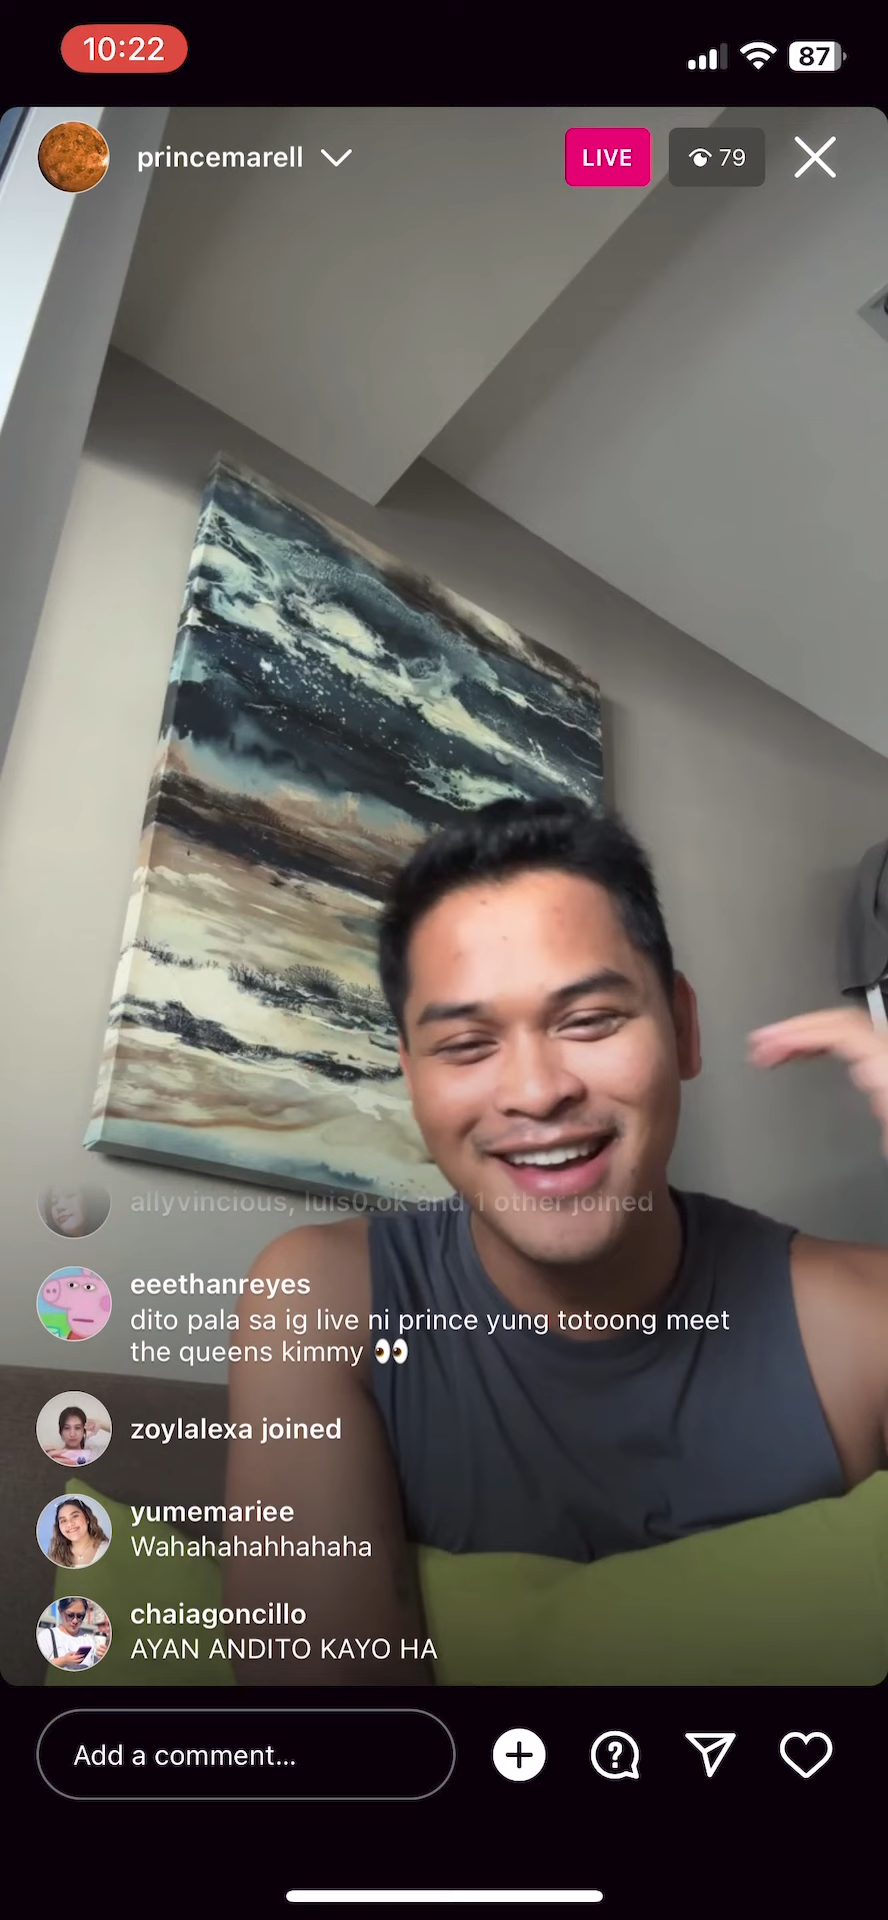 10:22
87
princemarell
LIVE
79
allyvincious, luis0.ok and 1 other joined
eeethanreyes
dito pala sa ig live ni prince yung totoong meet
the queens kimmy 👀
zoylalexa joined
yumemariee
Wahahahahhahaha
chaiagoncillo
AYAN ANDITO KAYO HA
Add a comment...